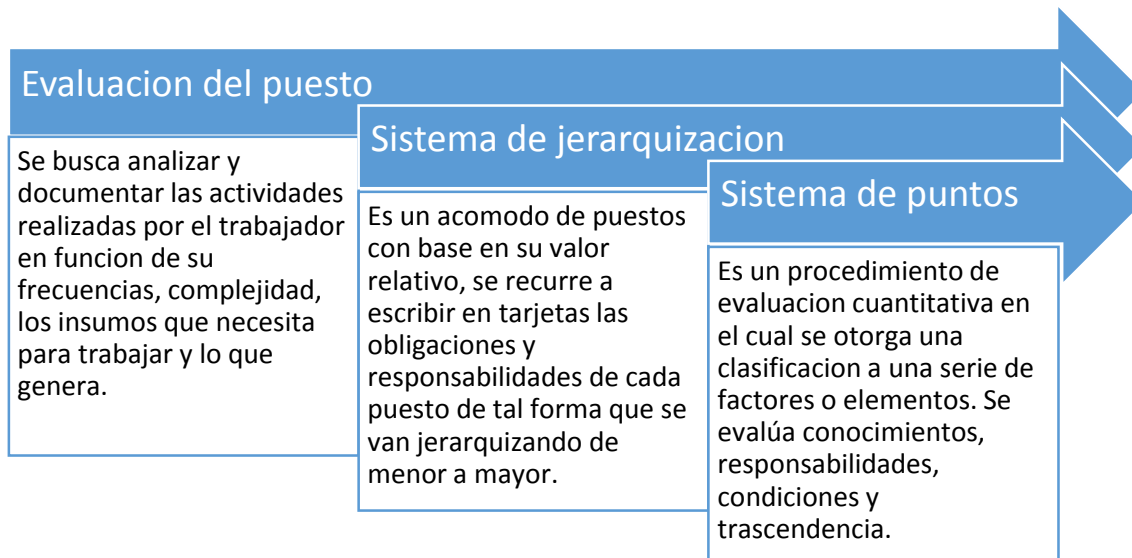 Evaluacion del puesto
Se busca analizar y
documentar las actividades
realizadas por el trabajador
en funcion de su
frecuencias, complejidad,
los insumos que necesita
para trabajar y lo que
genera.
Sistema de jerarquizacion
Es un acomodo de puestos
con base en su valor
relativo, se recurre a
escribir en tarjetas las
obligaciones y
responsabilidades de cada
puesto de tal forma que se
van jerarquizando de
menor a mayor.
Sistema de puntos
Es un procedimiento de
evaluacion cuantitativa en
el cual se otorga una
clasificacion a una serie de
factores o elementos. Se
evalúa conocimientos,
responsabilidades,
condiciones y
trascendencia.